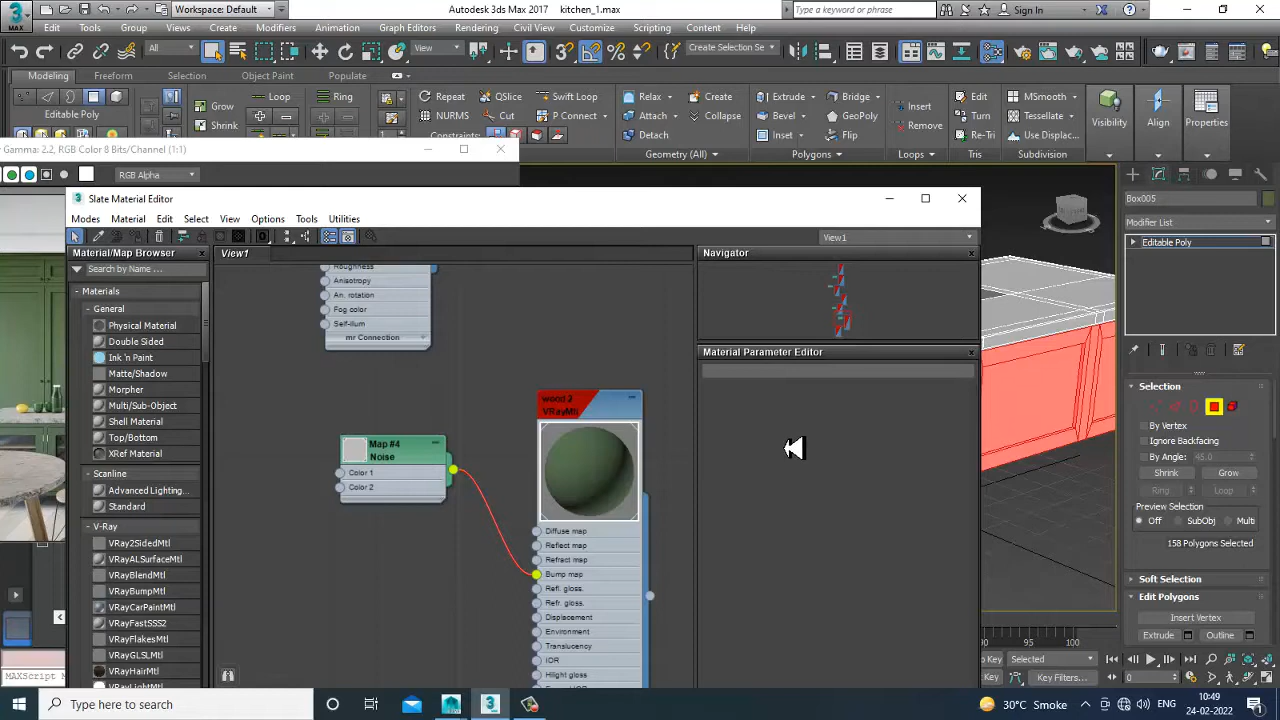 Workspace: Default
Autodesk 3ds Max 2017 kitchen_1.max
Type a keyword or phrase
Sign In
Edit Tools Group Views Create Modifiers Animation Graph Editors Rendering Civil View Customize Scripting Content Help
All
View
Create Selection Se
Modeling Freeform Selection Object Paint Populate
Editable Poly
Grow
Shrink
Loop
Ring
Repeat QSlice Swift Loop
NURMS Cut P Connect
Constraints:
Relax Create
Attach Collapse
Detach
Geometry (All)
Extrude Bridge
Bevel GeoPoly
Inset Flip
Polygons
Insert
Remove
Loops
Edit
Turn
Re-Tri
Tris
MSmooth
Tessellate
Use Displac...
Subdivision
Visibility
Align
Properties
Gamma: 2.2, RGB Color 8 Bits/Channel (1:1)
RGB Alpha
Slate Material Editor
Modes Material Edit Select View Options Tools Utilities
View1
Material/Map Browser
Search by Name ...
Materials
General
Physical Material
Double Sided
Ink 'n Paint
Matte/Shadow
Morpher
Multi/Sub-Object
Shell Material
Top/Bottom
XRef Material
Scanline
Advanced Lighting...
Standard
V-Ray
VRay2SidedMtl
VRayALSurfaceMtl
VRayBlendMtl
VRayBumpMtl
VRayCarPaintMtl
VRayFastSSS2
VRayFlakesMtl
VRayGLSLMtl
VRayHairMtl
VRayLightMtl
View1
Roughness
Anisotropy
An. rotation
Fog color
Self-illum
mr Connection
Map #4
Noise
Color 1
Color 2
wood 2
VRayMtl
Diffuse map
Reflect map
Refract map
Bump map
Refl. gloss.
Refr. gloss.
Displacement
Environment
Translucency
IOR
Hilight gloss
Navigator
Material Parameter Editor
Box005
Modifier List
Editable Poly
Selection
By Vertex
Ignore Backfacing
By Angle: 45.0
Shrink Grow
Ring Loop
Preview Selection
Off SubObj Multi
158 Polygons Selected
Soft Selection
Edit Polygons
Insert Vertex
Extrude Outline
90 100
Selected
Key Filters...
0
MAXScript M
Type here to search
30°C Smoke
ENG
10:49
24-02-2022